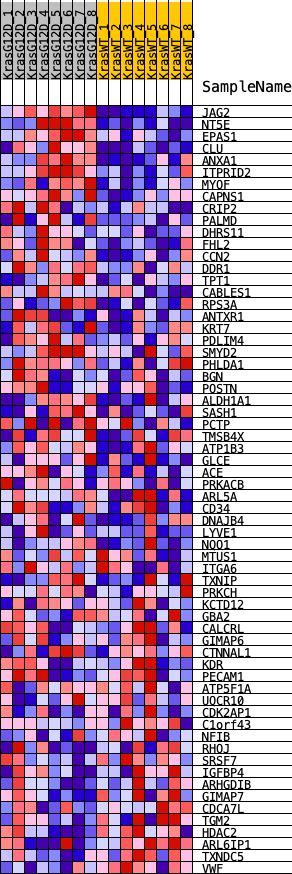 KrasG12D_1
KrasG12D_2
KrasG12D_3
KrasG12D_4
KrasG12D_5
KrasG12D_6
KrasG12D_7
KrasG12D_8
KrasWT_1
KrasWT_2
KrasWT_3
KrasWT_4
KrasWT_5
KrasWT_6
KrasWT_7
KrasWT_8
SampleName
JAG2
NT5E
EPAS1
CLU
ANXA1
ITPRID2
MYOF
CAPNS1
CRIP2
PALMD
DHRS11
FHL2
CCN2
DDR1
TPT1
CABLES1
RPS3A
ANTXR1
KRT7
PDLIM4
SMYD2
PHLDA1
BGN
POSTN
ALDH1A1
SASH1
PCTP
TMSB4X
ATP1B3
GLCE
ACE
PRKACB
ARL5A
CD34
DNAJB4
LYVE1
NQO1
MTUS1
ITGA6
TXNIP
PRKCH
KCTD12
GBA2
CALCRL
GIMAP6
CTNNAL1
KDR
PECAM1
ATP5F1A
UQCR10
CDK2AP1
C1orf43
NFIB
RHOJ
SRSF7
IGFBP4
ARHGDIB
GIMAP7
CDCA7L
TGM2
HDAC2
ARL6IP1
TXNDC5
VWF